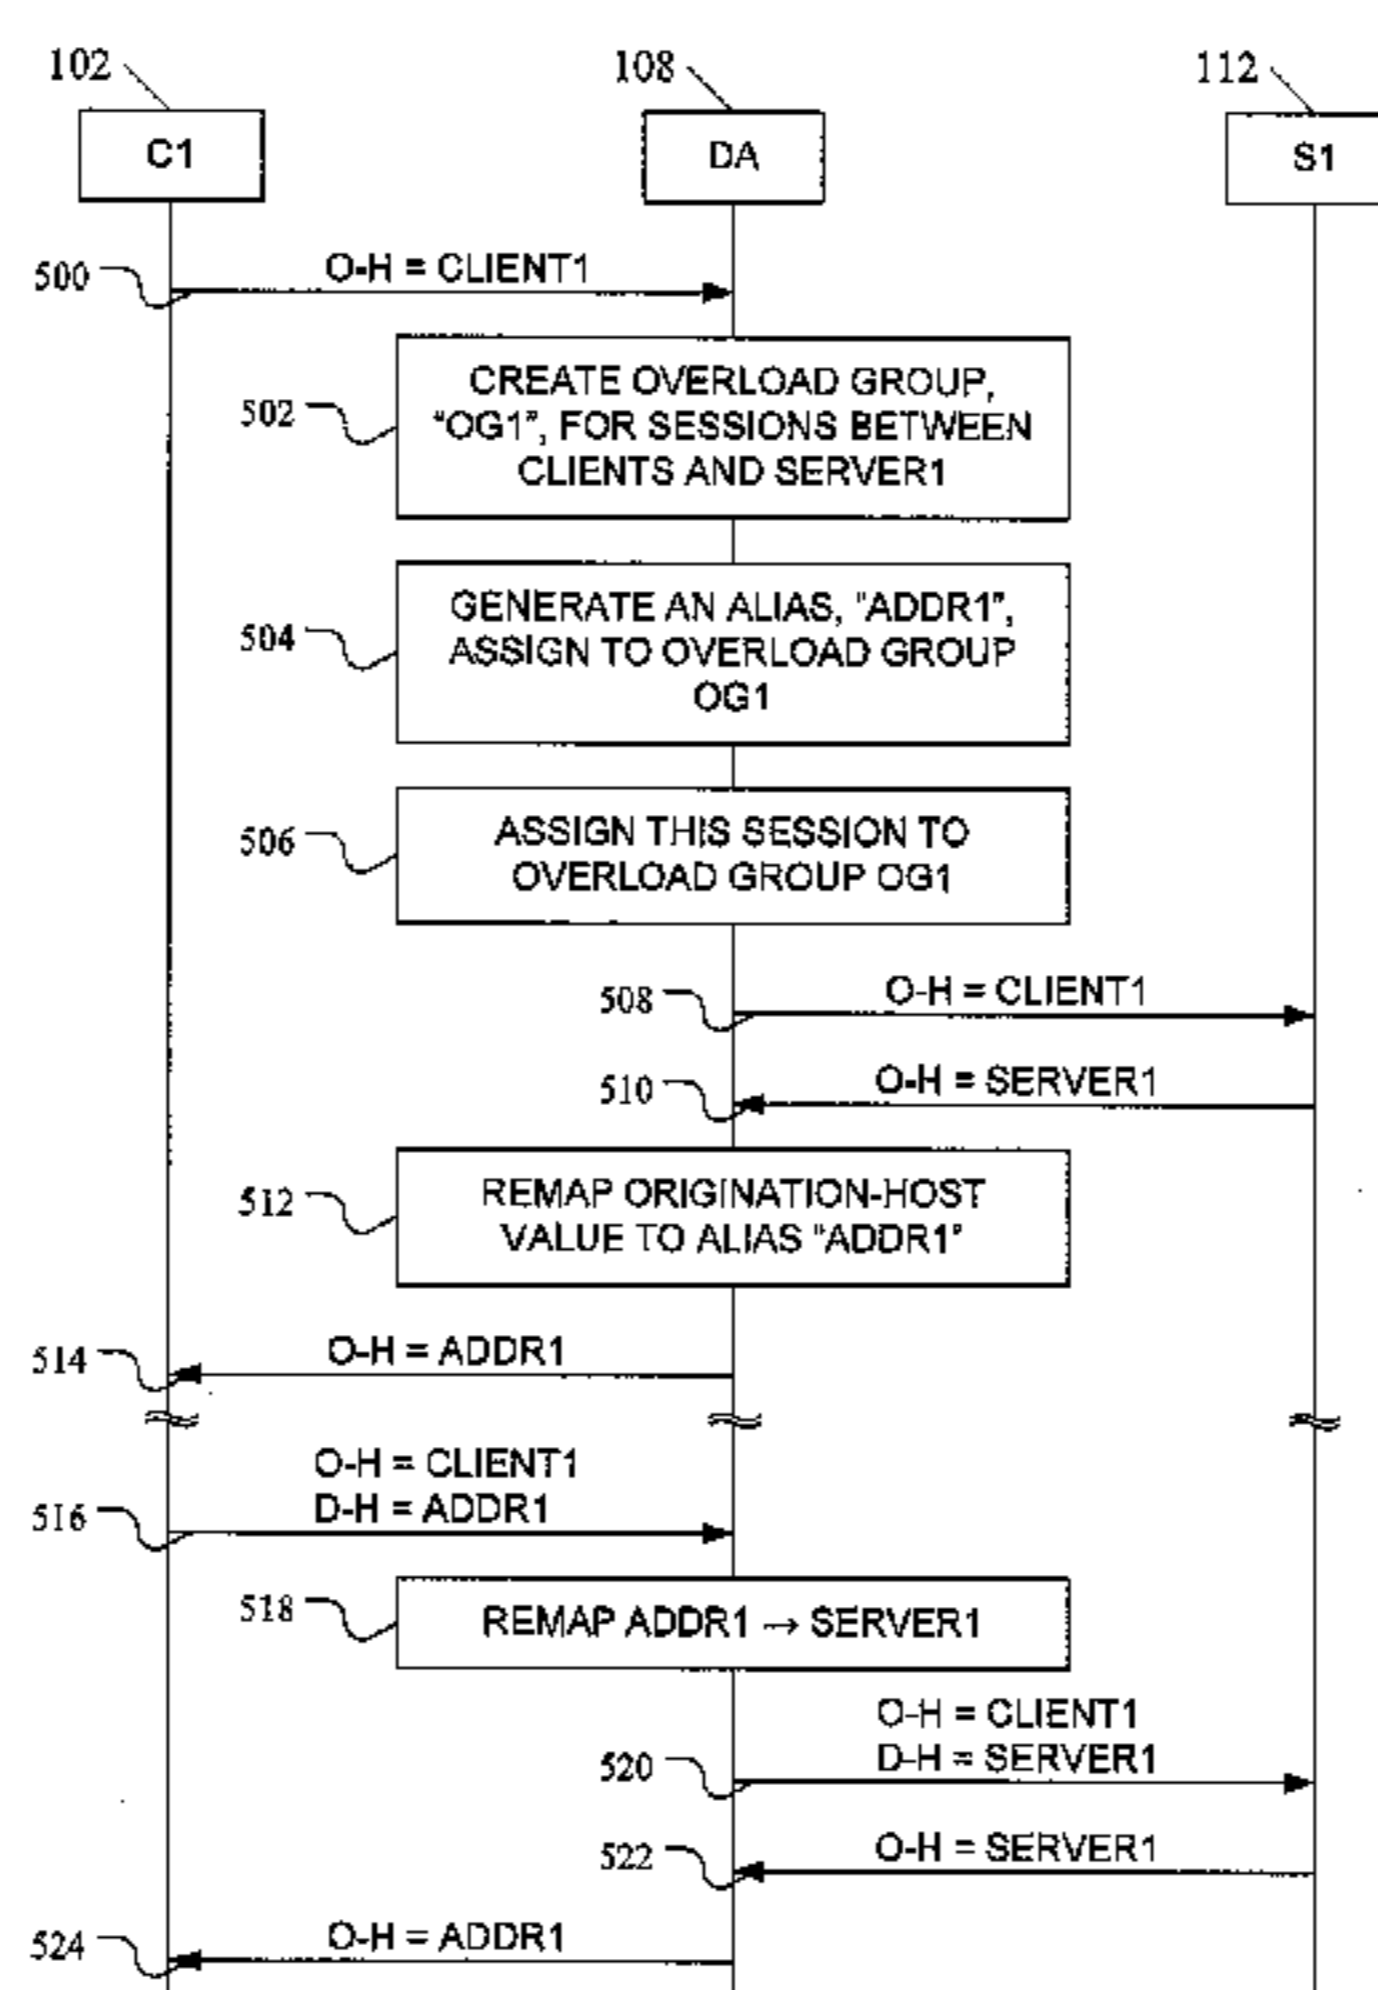 102
108
112
C1
DA
S1
500
O-H = CLIENT1
502
CREATE OVERLOAD GROUP,
"OG1", FOR SESSIONS BETWEEN
CLIENTS AND SERVER1
504
GENERATE AN ALIAS, "ADDR1",
ASSIGN TO OVERLOAD GROUP
OG1
506
ASSIGN THIS SESSION TO
OVERLOAD GROUP OG1
508
O-H = CLIENT1
510
O-H = SERVER1
512
REMAP ORIGINATION-HOST
VALUE TO ALIAS "ADDR1"
514
O-H = ADDR1
516
O-H = CLIENT1
D-H = ADDR1
518
REMAP ADDR1 → SERVER1
520
O-H = CLIENT1
D-H = SERVER1
522
O-H = SERVER1
524
O-H = ADDR1